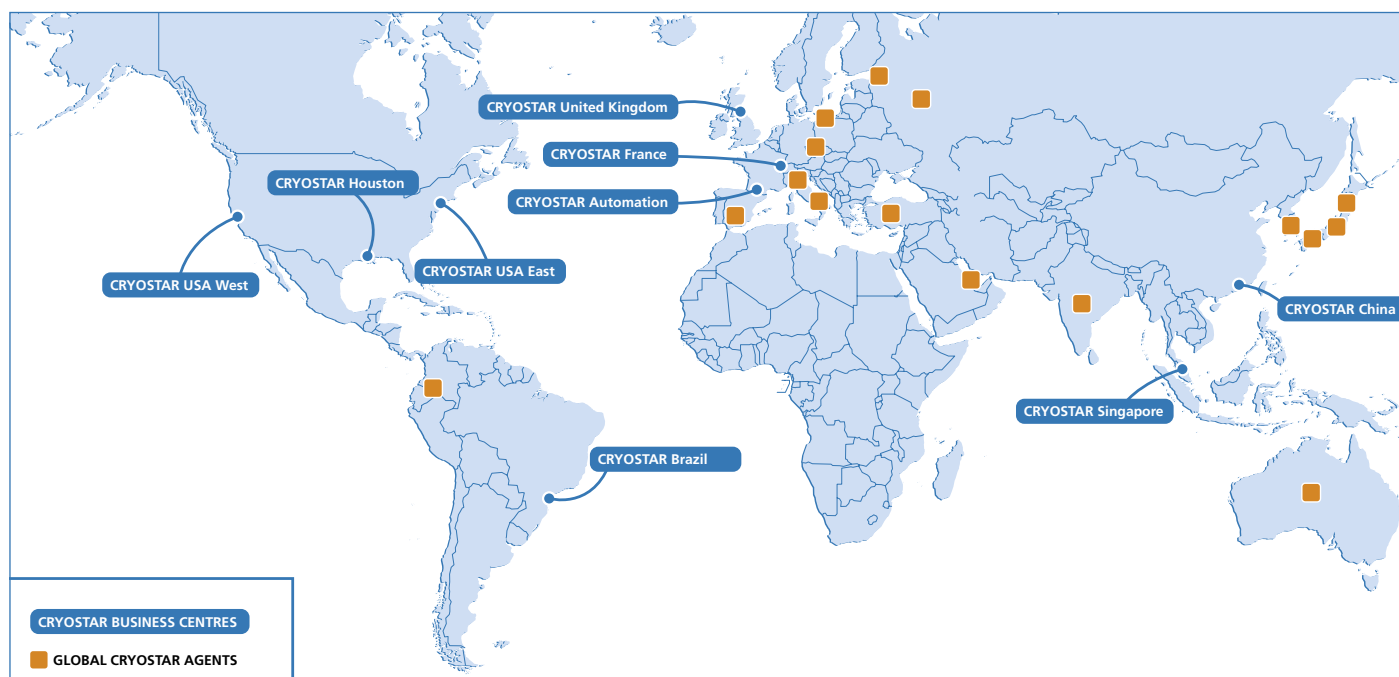 CRYOSTAR United Kingdom
CRYOSTAR France
CRYOSTAR Houston
CRYOSTAR Automation
CRYOSTAR USA East
CRYOSTAR USA West
CRYOSTAR China
CRYOSTAR Singapore
CRYOSTAR Brazil
CRYOSTAR BUSINESS CENTRES
GLOBAL CRYOSTAR AGENTS